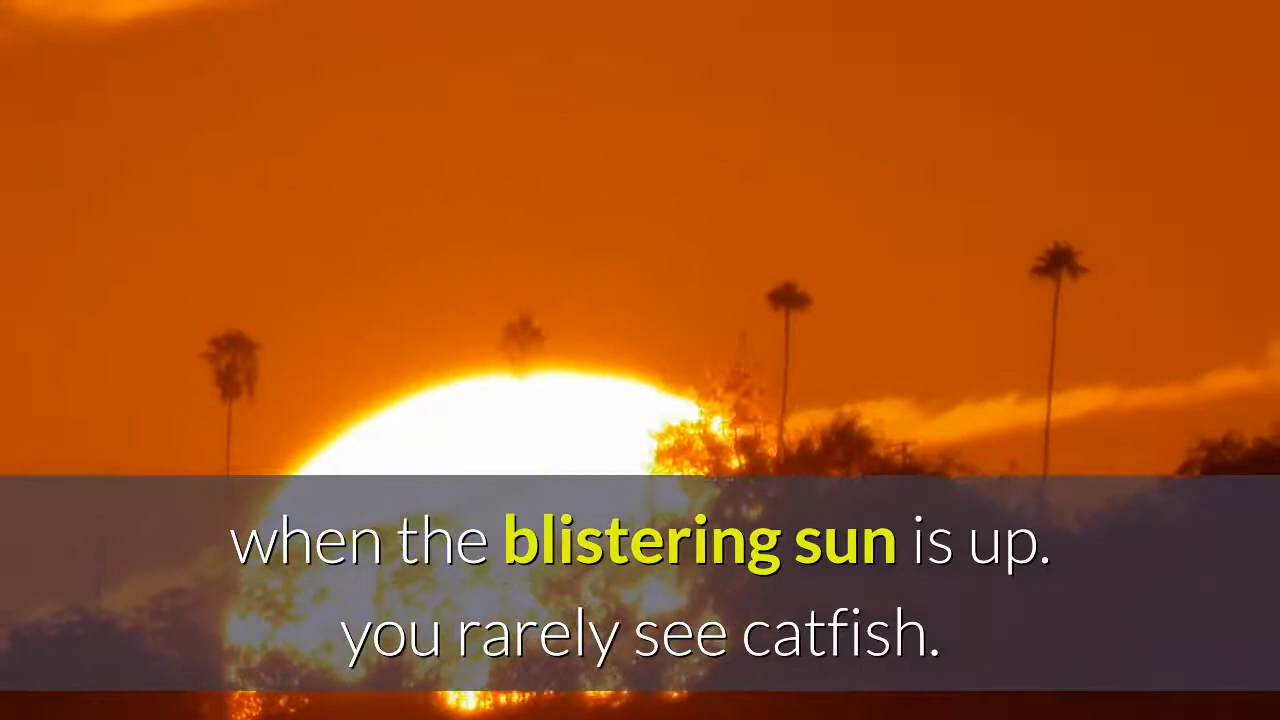 when the blistering sun is up.
you rarely see catfish.